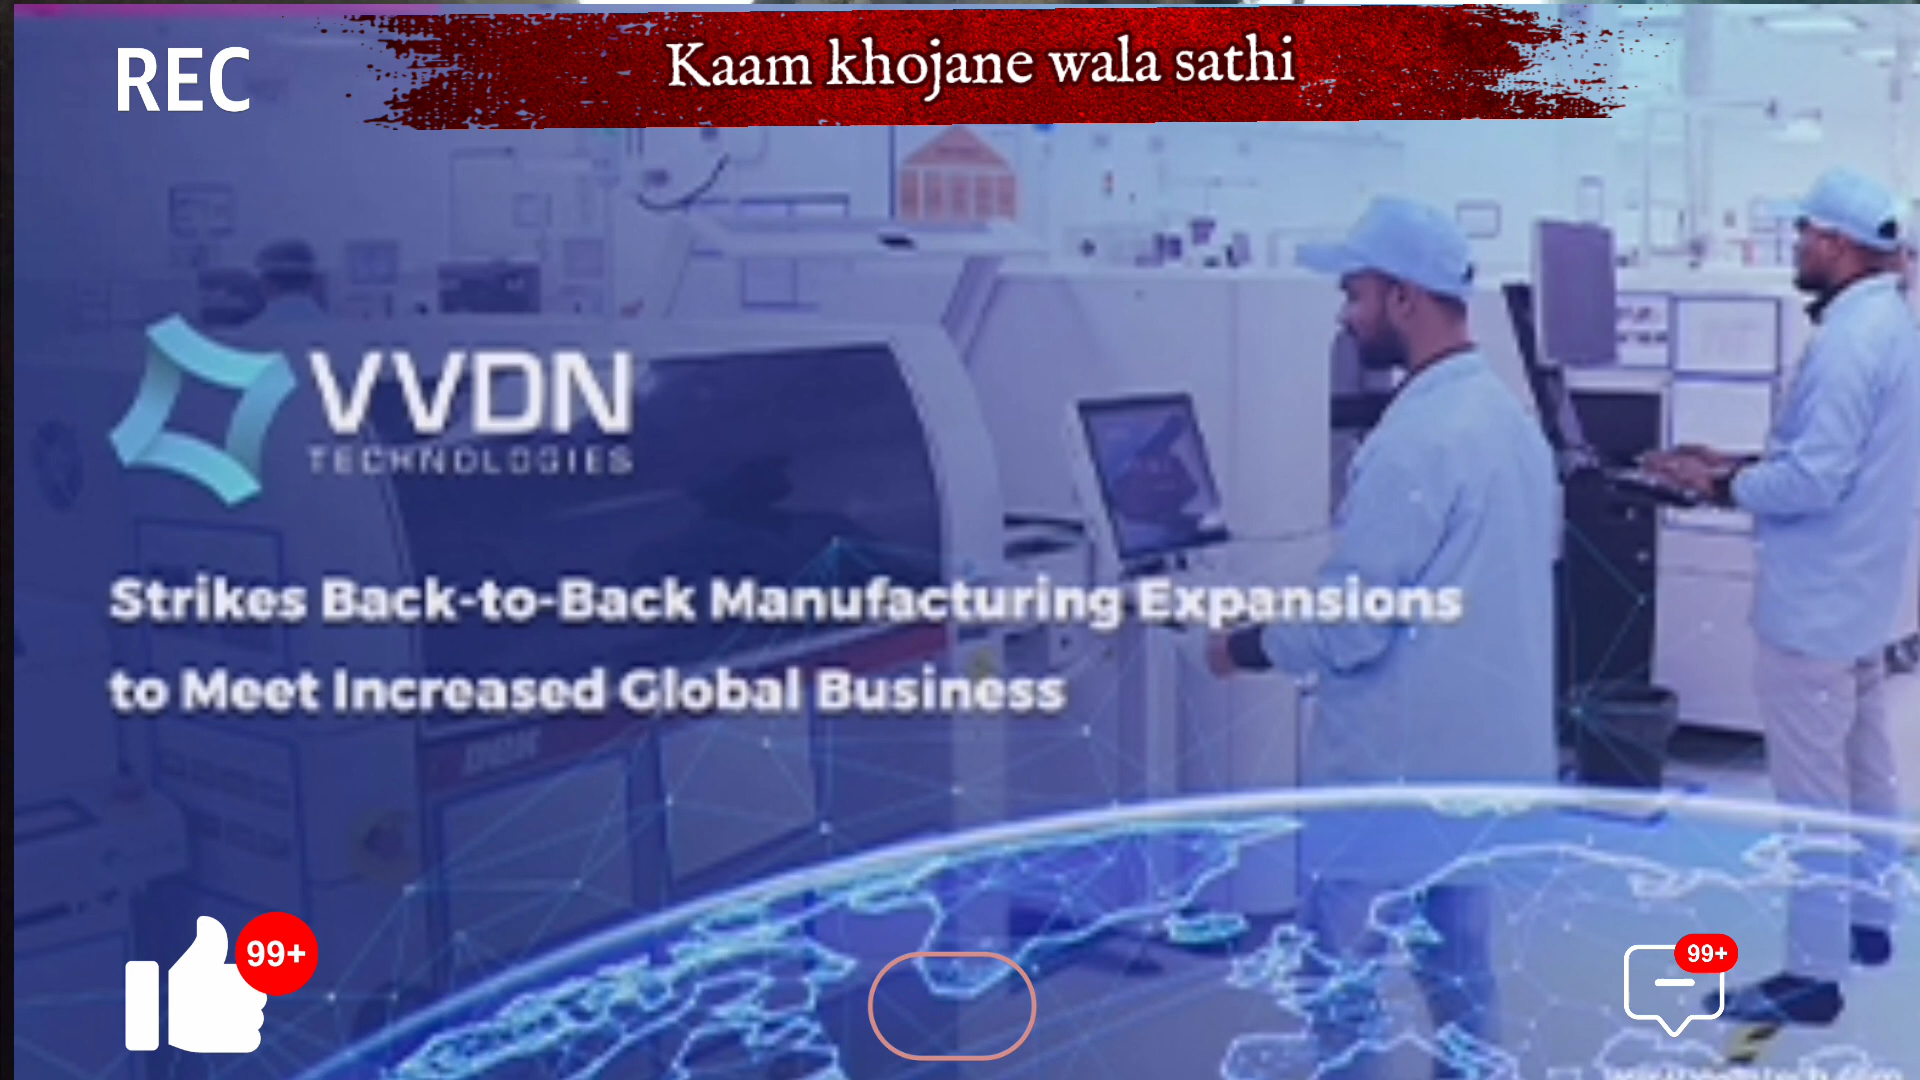 Kaam khojane wala sathi
REC
VVDN
TECHNOLOGIES
Strikes Back-to-Back Manufacturing Expansions
to Meet Increased Global Business
99+
99+